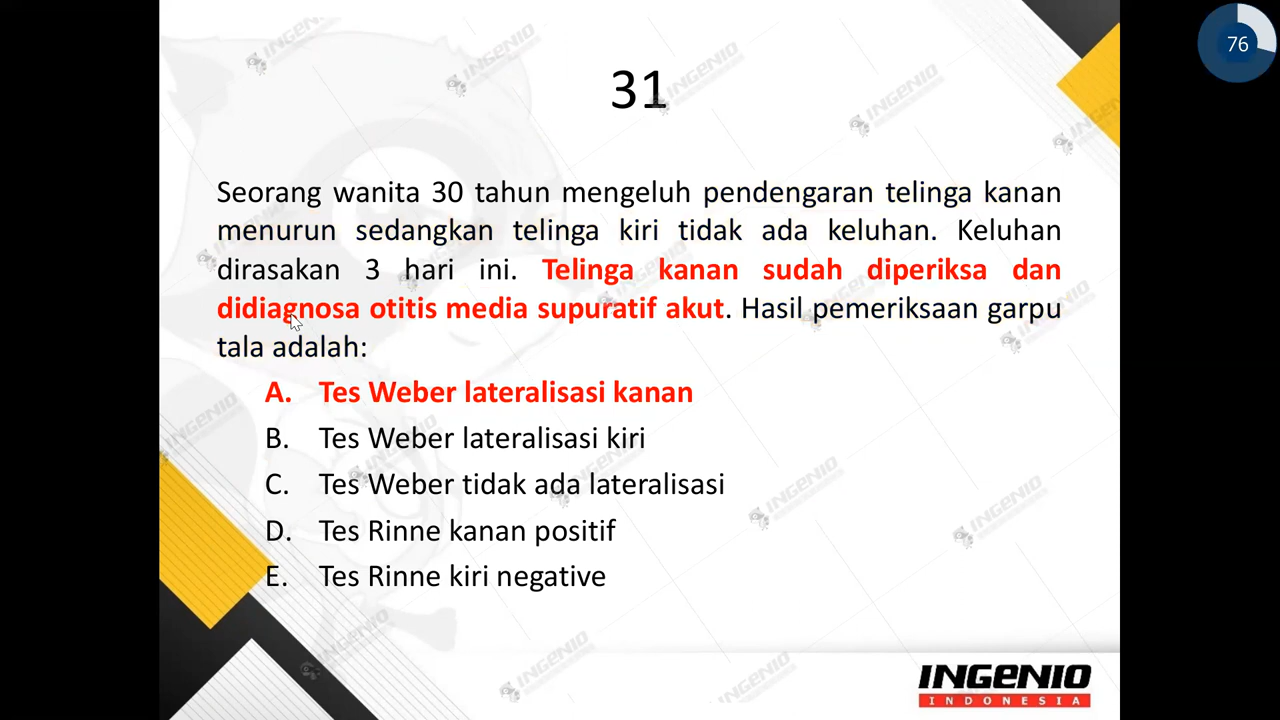 76
31
Seorang wanita 30 tahun mengeluh pendengaran telinga kanan
menurun sedangkan telinga kiri tidak ada keluhan. Keluhan
dirasakan 3 hari ini. Telinga kanan sudah diperiksa dan
didiagnosa otitis media supuratif akut. Hasil pemeriksaan garpu
tala adalah:
A. Tes Weber lateralisasi kanan
B. Tes Weber lateralisasi kiri
C. Tes Weber tidak ada lateralisasi
D. Tes Rinne kanan positif
E. Tes Rinne kiri negative
INGENIO
INDONESIA